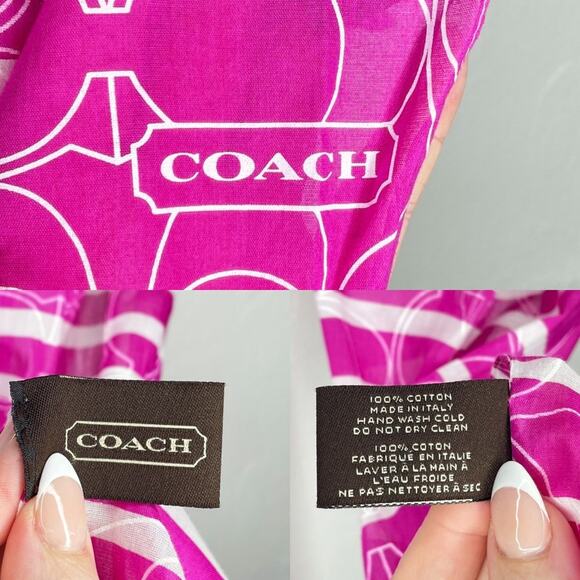 COACH
COACH
100% COTTON
MADE IN ITALY
HAND WASH COLD
DO NOT DRY CLEAN
100% COTON
FABRIQUE EN ITALIE
LAVER À LA MAIN À
L'EAU FROIDE
NE PAS NETTOYER À SEC